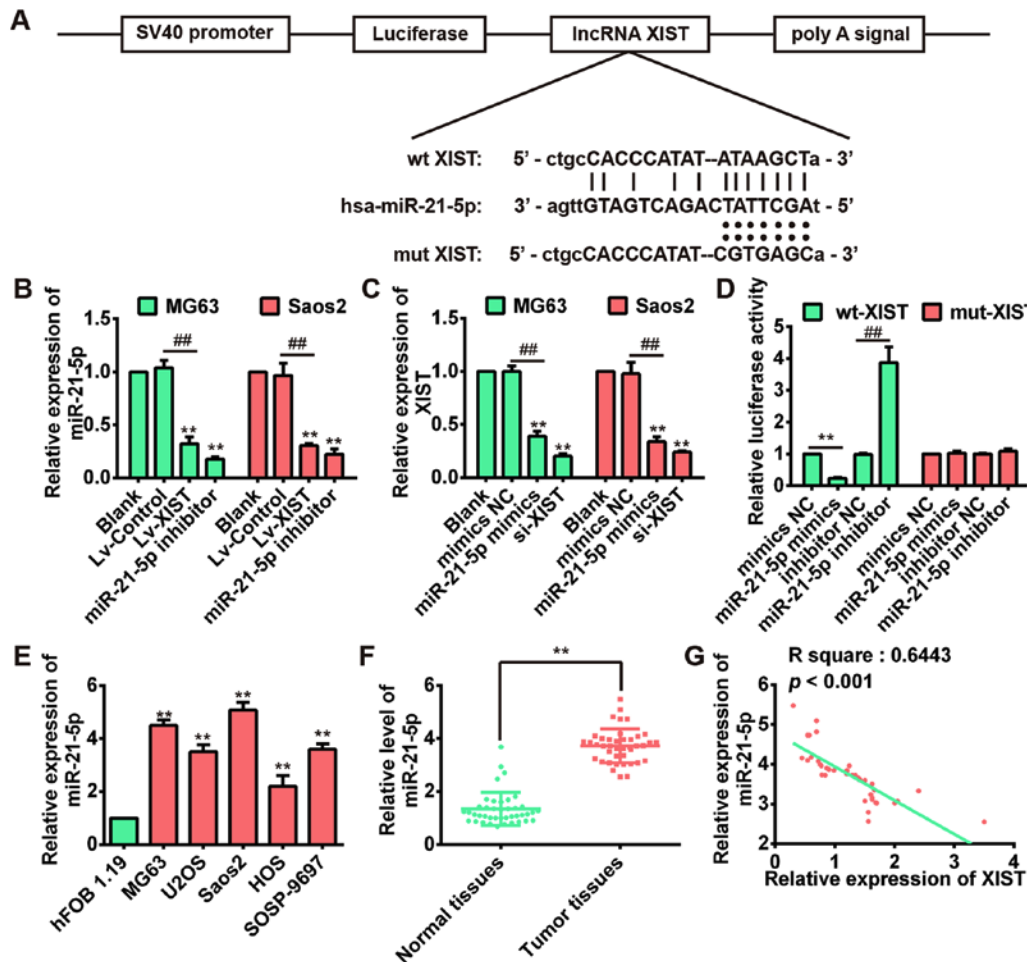 A
SV40 promoter
Luciferase
lncRNA XIST
poly A signal
wt XIST: 5’ - ctgcCACCCATAT--ATAAGCTa - 3’
hsa-miR-21-5p: 3’ - agttGTAGTCAGACTATTCGAt - 5’
mut XIST: 5’ - ctgcCACCCATAT--CGTGAGCa - 3’
B
MG63
Saos2
Relative expression of
miR-21-5p
1.5
1.0
0.5
0.0
##
##
**
**
**
**
Blank
Lv-Control
Lv-XIST
miR-21-5p inhibitor
Blank
Lv-Control
Lv-XIST
miR-21-5p inhibitor
C
MG63
Saos2
Relative expression of
XIST
1.5
1.0
0.5
0.0
##
##
**
**
**
**
Blank
mimics NC
miR-21-5p mimics
si-XIST
Blank
mimics NC
miR-21-5p mimics
si-XIST
D
wt-XIST
mut-XIST
Relative luciferase activity
5
4
3
2
1
0
**
##
mimics NC
miR-21-5p mimics
inhibitor NC
miR-21-5p inhibitor
mimics NC
miR-21-5p mimics
inhibitor NC
miR-21-5p inhibitor
E
Relative expression of
miR-21-5p
6
4
2
0
**
**
**
**
**
hFOB 1.19
MG63
U2OS
Saos2
HOS
SOSP-9697
F
Relative level of
miR-21-5p
6
4
2
0
**
Normal tissues
Tumor tissues
G
R square : 0.6443
p < 0.001
Relative expression of
miR-21-5p
6
5
4
3
2
0
1
2
3
4
Relative expression of XIST